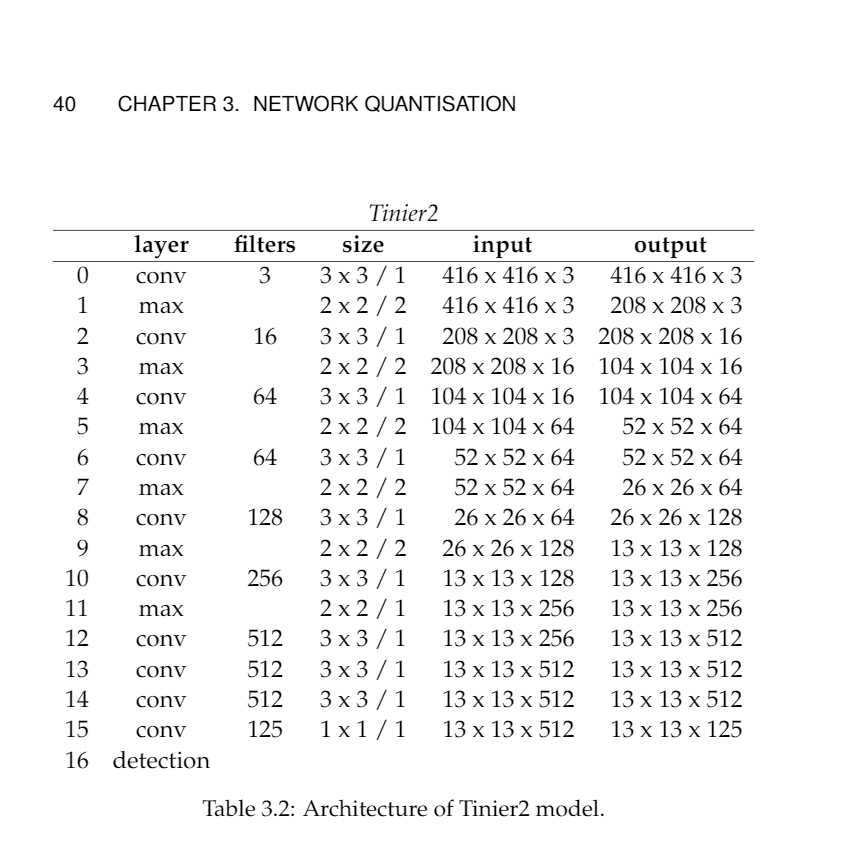 40 CHAPTER 3. NETWORK QUANTISATION
Tinier2
layer filters size input output
0 conv 3 3 x 3 / 1 416 x 416 x 3 416 x 416 x 3
1 max 2 x 2 / 2 416 x 416 x 3 208 x 208 x 3
2 conv 16 3 x 3 / 1 208 x 208 x 3 208 x 208 x 16
3 max 2 x 2 / 2 208 x 208 x 16 104 x 104 x 16
4 conv 64 3 x 3 / 1 104 x 104 x 16 104 x 104 x 64
5 max 2 x 2 / 2 104 x 104 x 64 52 x 52 x 64
6 conv 64 3 x 3 / 1 52 x 52 x 64 52 x 52 x 64
7 max 2 x 2 / 2 52 x 52 x 64 26 x 26 x 64
8 conv 128 3 x 3 / 1 26 x 26 x 64 26 x 26 x 128
9 max 2 x 2 / 2 26 x 26 x 128 13 x 13 x 128
10 conv 256 3 x 3 / 1 13 x 13 x 128 13 x 13 x 256
11 max 2 x 2 / 1 13 x 13 x 256 13 x 13 x 256
12 conv 512 3 x 3 / 1 13 x 13 x 256 13 x 13 x 512
13 conv 512 3 x 3 / 1 13 x 13 x 512 13 x 13 x 512
14 conv 512 3 x 3 / 1 13 x 13 x 512 13 x 13 x 512
15 conv 125 1 x 1 / 1 13 x 13 x 512 13 x 13 x 125
16 detection
Table 3.2: Architecture of Tinier2 model.